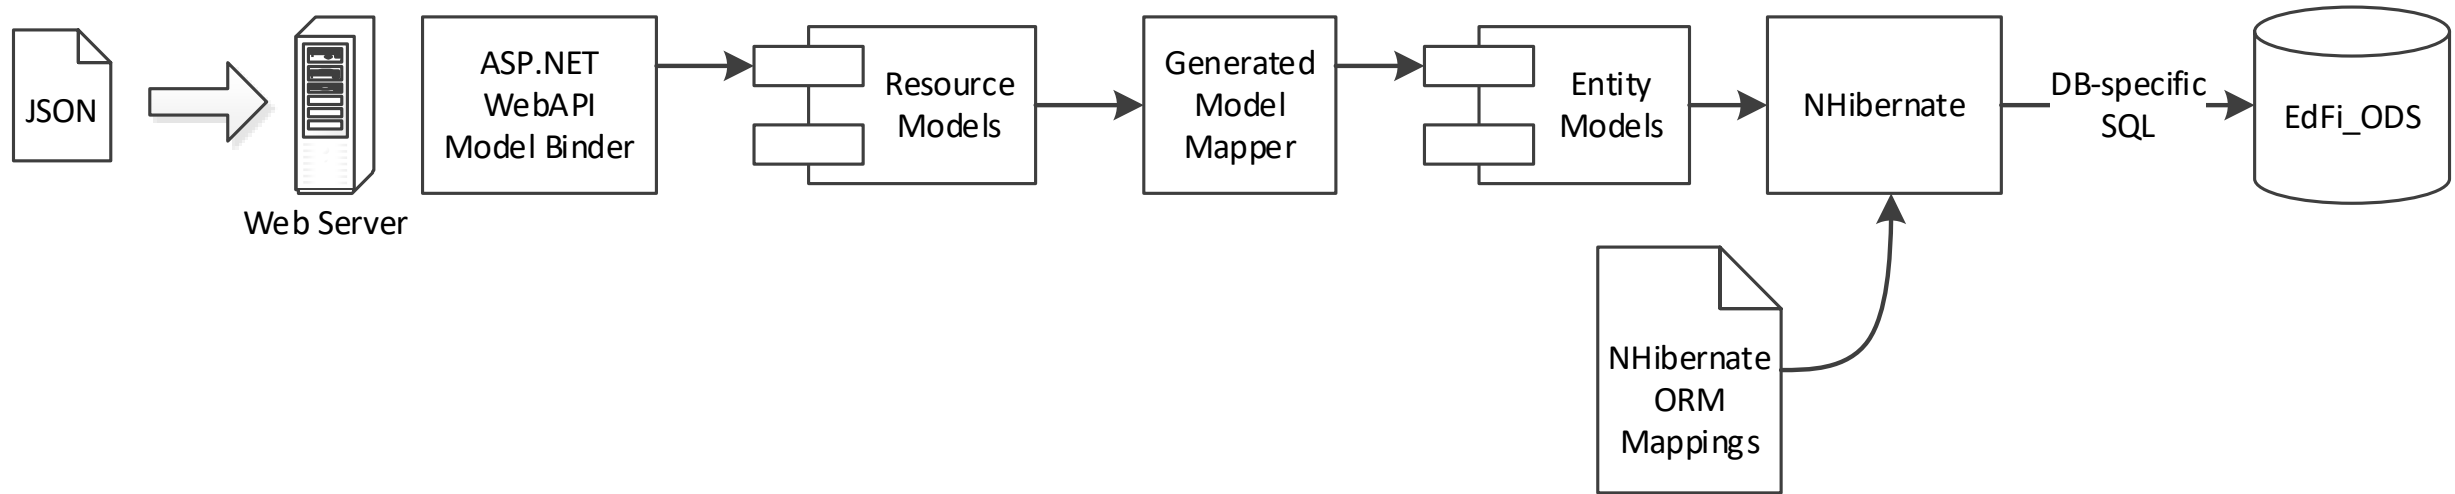 JSON
Web Server
ASP.NET
WebAPI
Model Binder
Resource
Models
Generated
Model
Mapper
Entity
Models
NHibernate
DB-specific
SQL
EdFi_ODS
NHibernate
ORM
Mappings